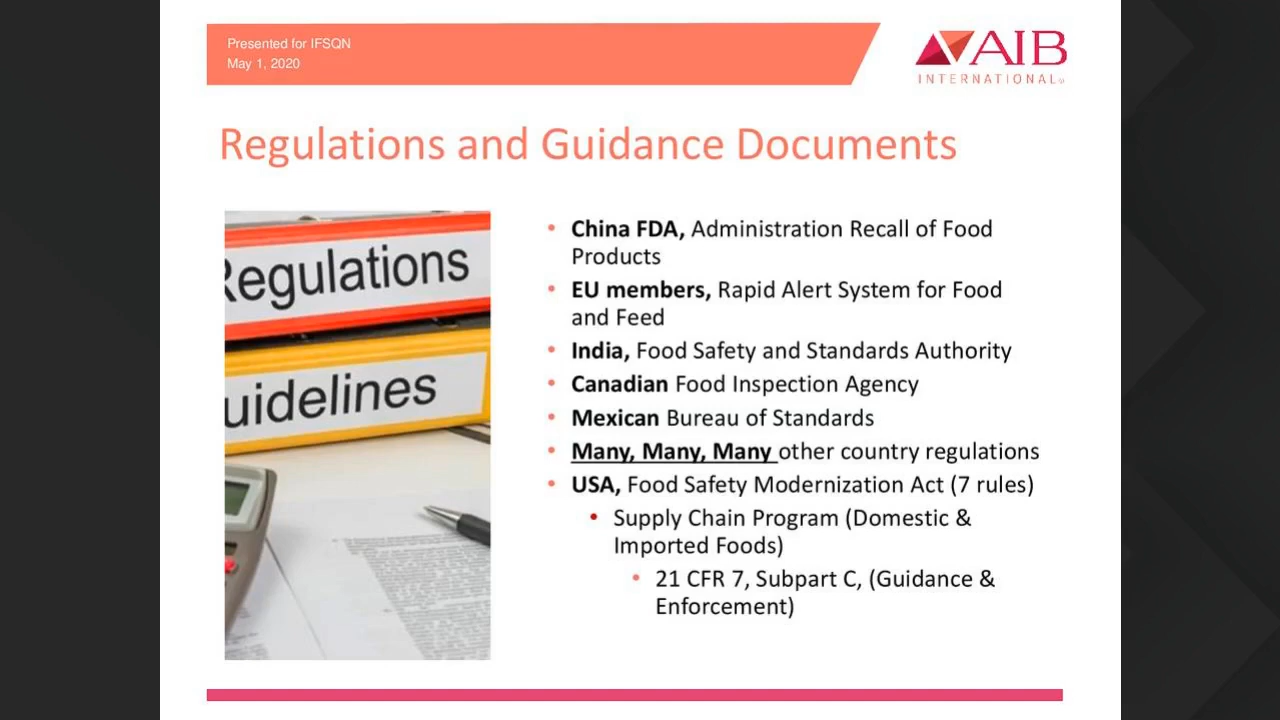 Presented for IFSQN
May 1, 2020
AIB
INTERNATIONAL
Regulations and Guidance Documents
Regulations
uidelines
• China FDA, Administration Recall of Food
Products
• EU members, Rapid Alert System for Food
and Feed
• India, Food Safety and Standards Authority
• Canadian Food Inspection Agency
• Mexican Bureau of Standards
• Many, Many, Many other country regulations
• USA, Food Safety Modernization Act (7 rules)
• Supply Chain Program (Domestic &
Imported Foods)
• 21 CFR 7, Subpart C, (Guidance &
Enforcement)